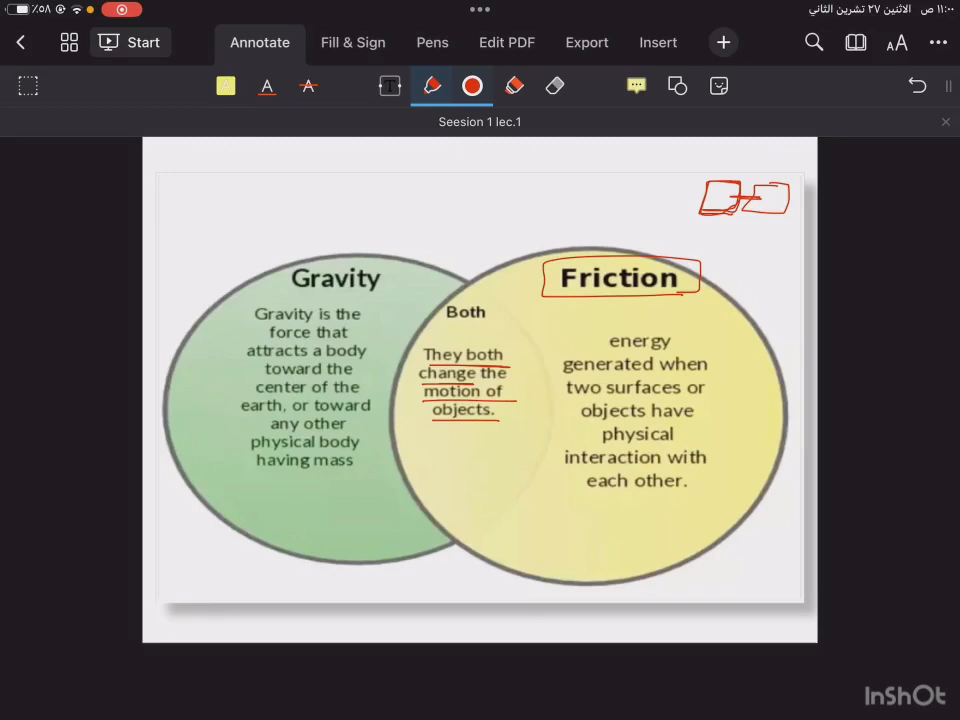 ٥٨٪ ١١:٠٠ ص الاثنين ٢٧ تشرين الثاني
Start Annotate Fill & Sign Pens Edit PDF Export Insert AA
A A A T
Seesion 1 lec.1
Gravity
Gravity is the
force that
attracts a body
toward the
center of the
earth, or toward
any other
physical body
having mass
Both
They both
change the
motion of
objects.
Friction
energy
generated when
two surfaces or
objects have
physical
interaction with
each other.
InShOt